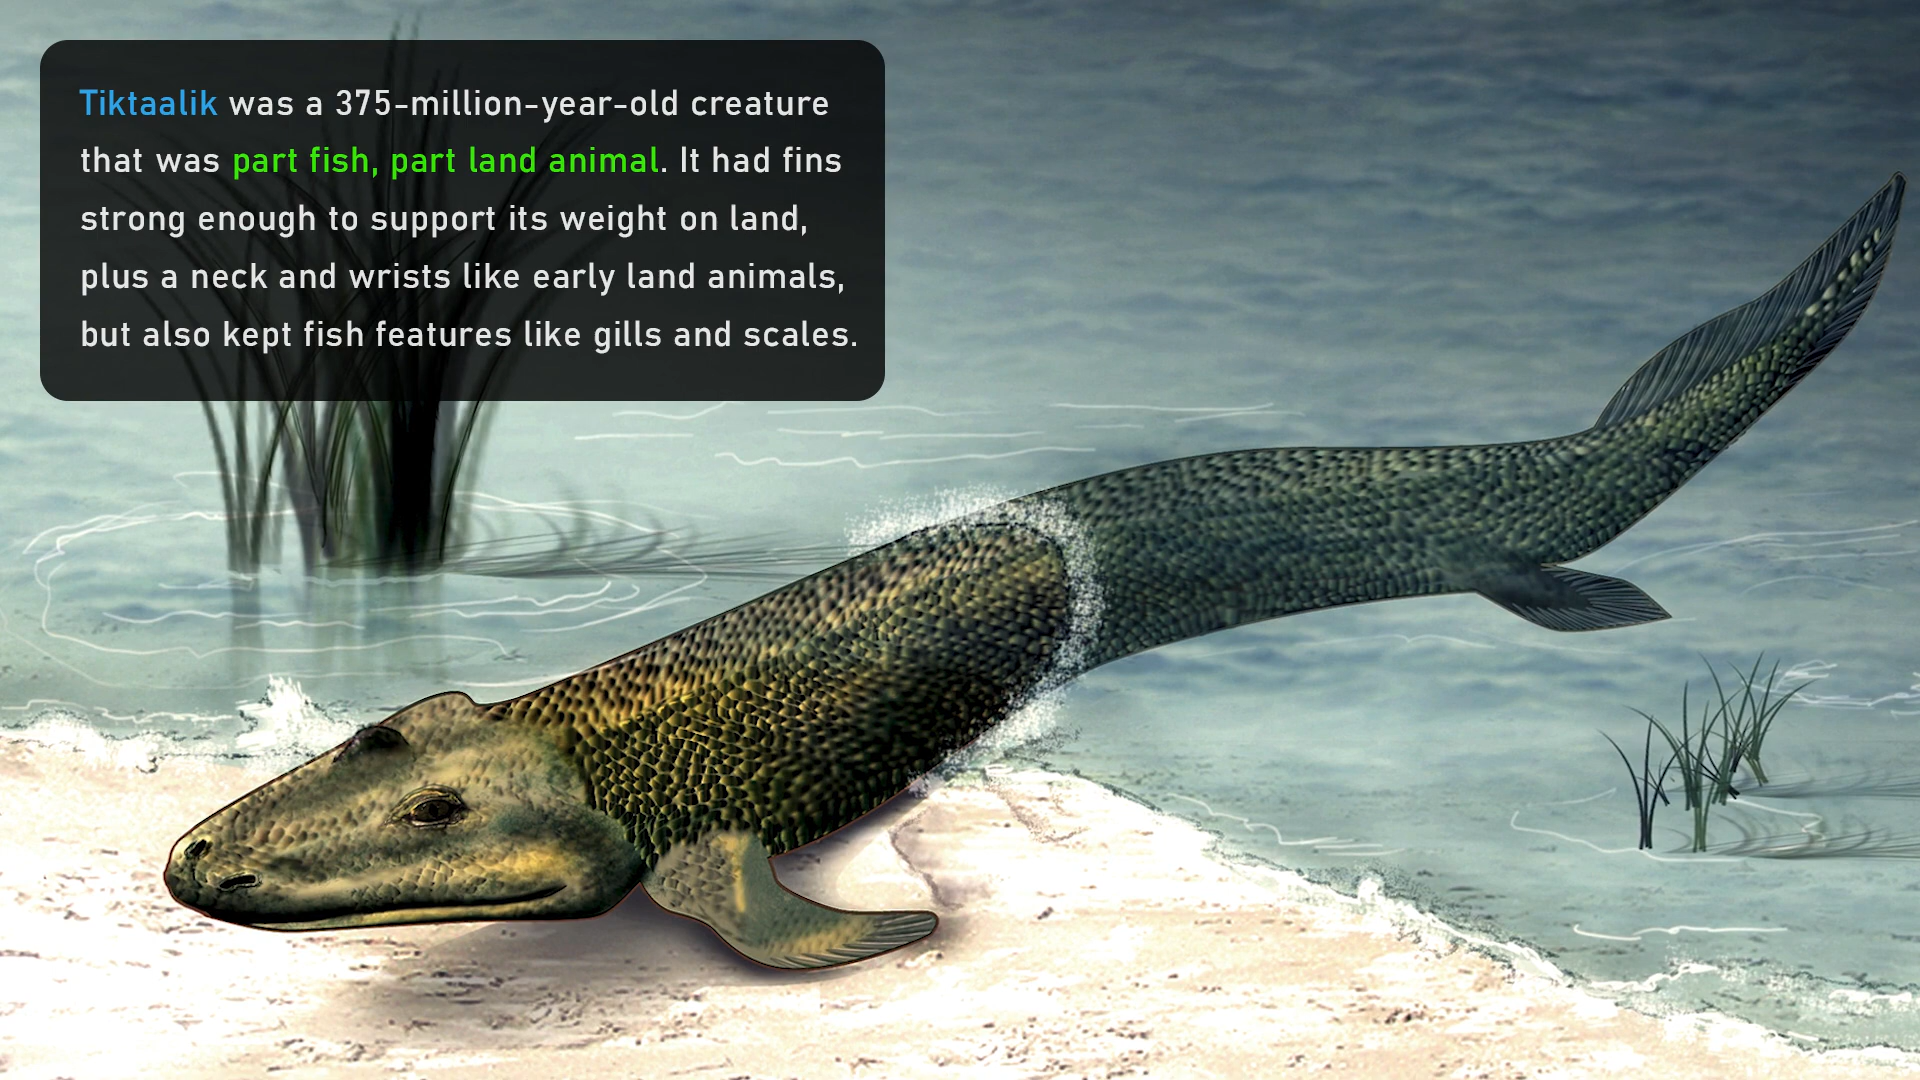 Tiktaalik was a 375-million-year-old creature
that was part fish, part land animal. It had fins
strong enough to support its weight on land,
plus a neck and wrists like early land animals,
but also kept fish features like gills and scales.